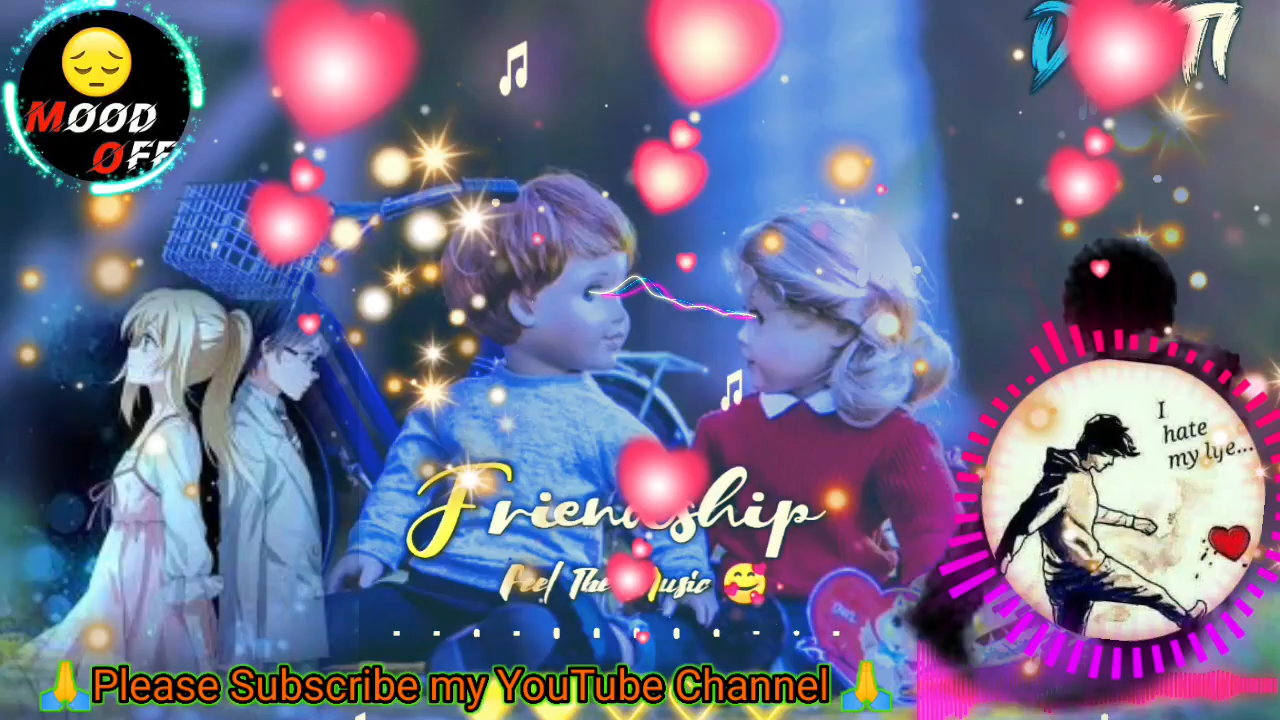 MOOD
OFF
I
hate
my lye...
Friendship
Feel The Music 🥰
🙏Please Subscribe my YouTube Channel 🙏